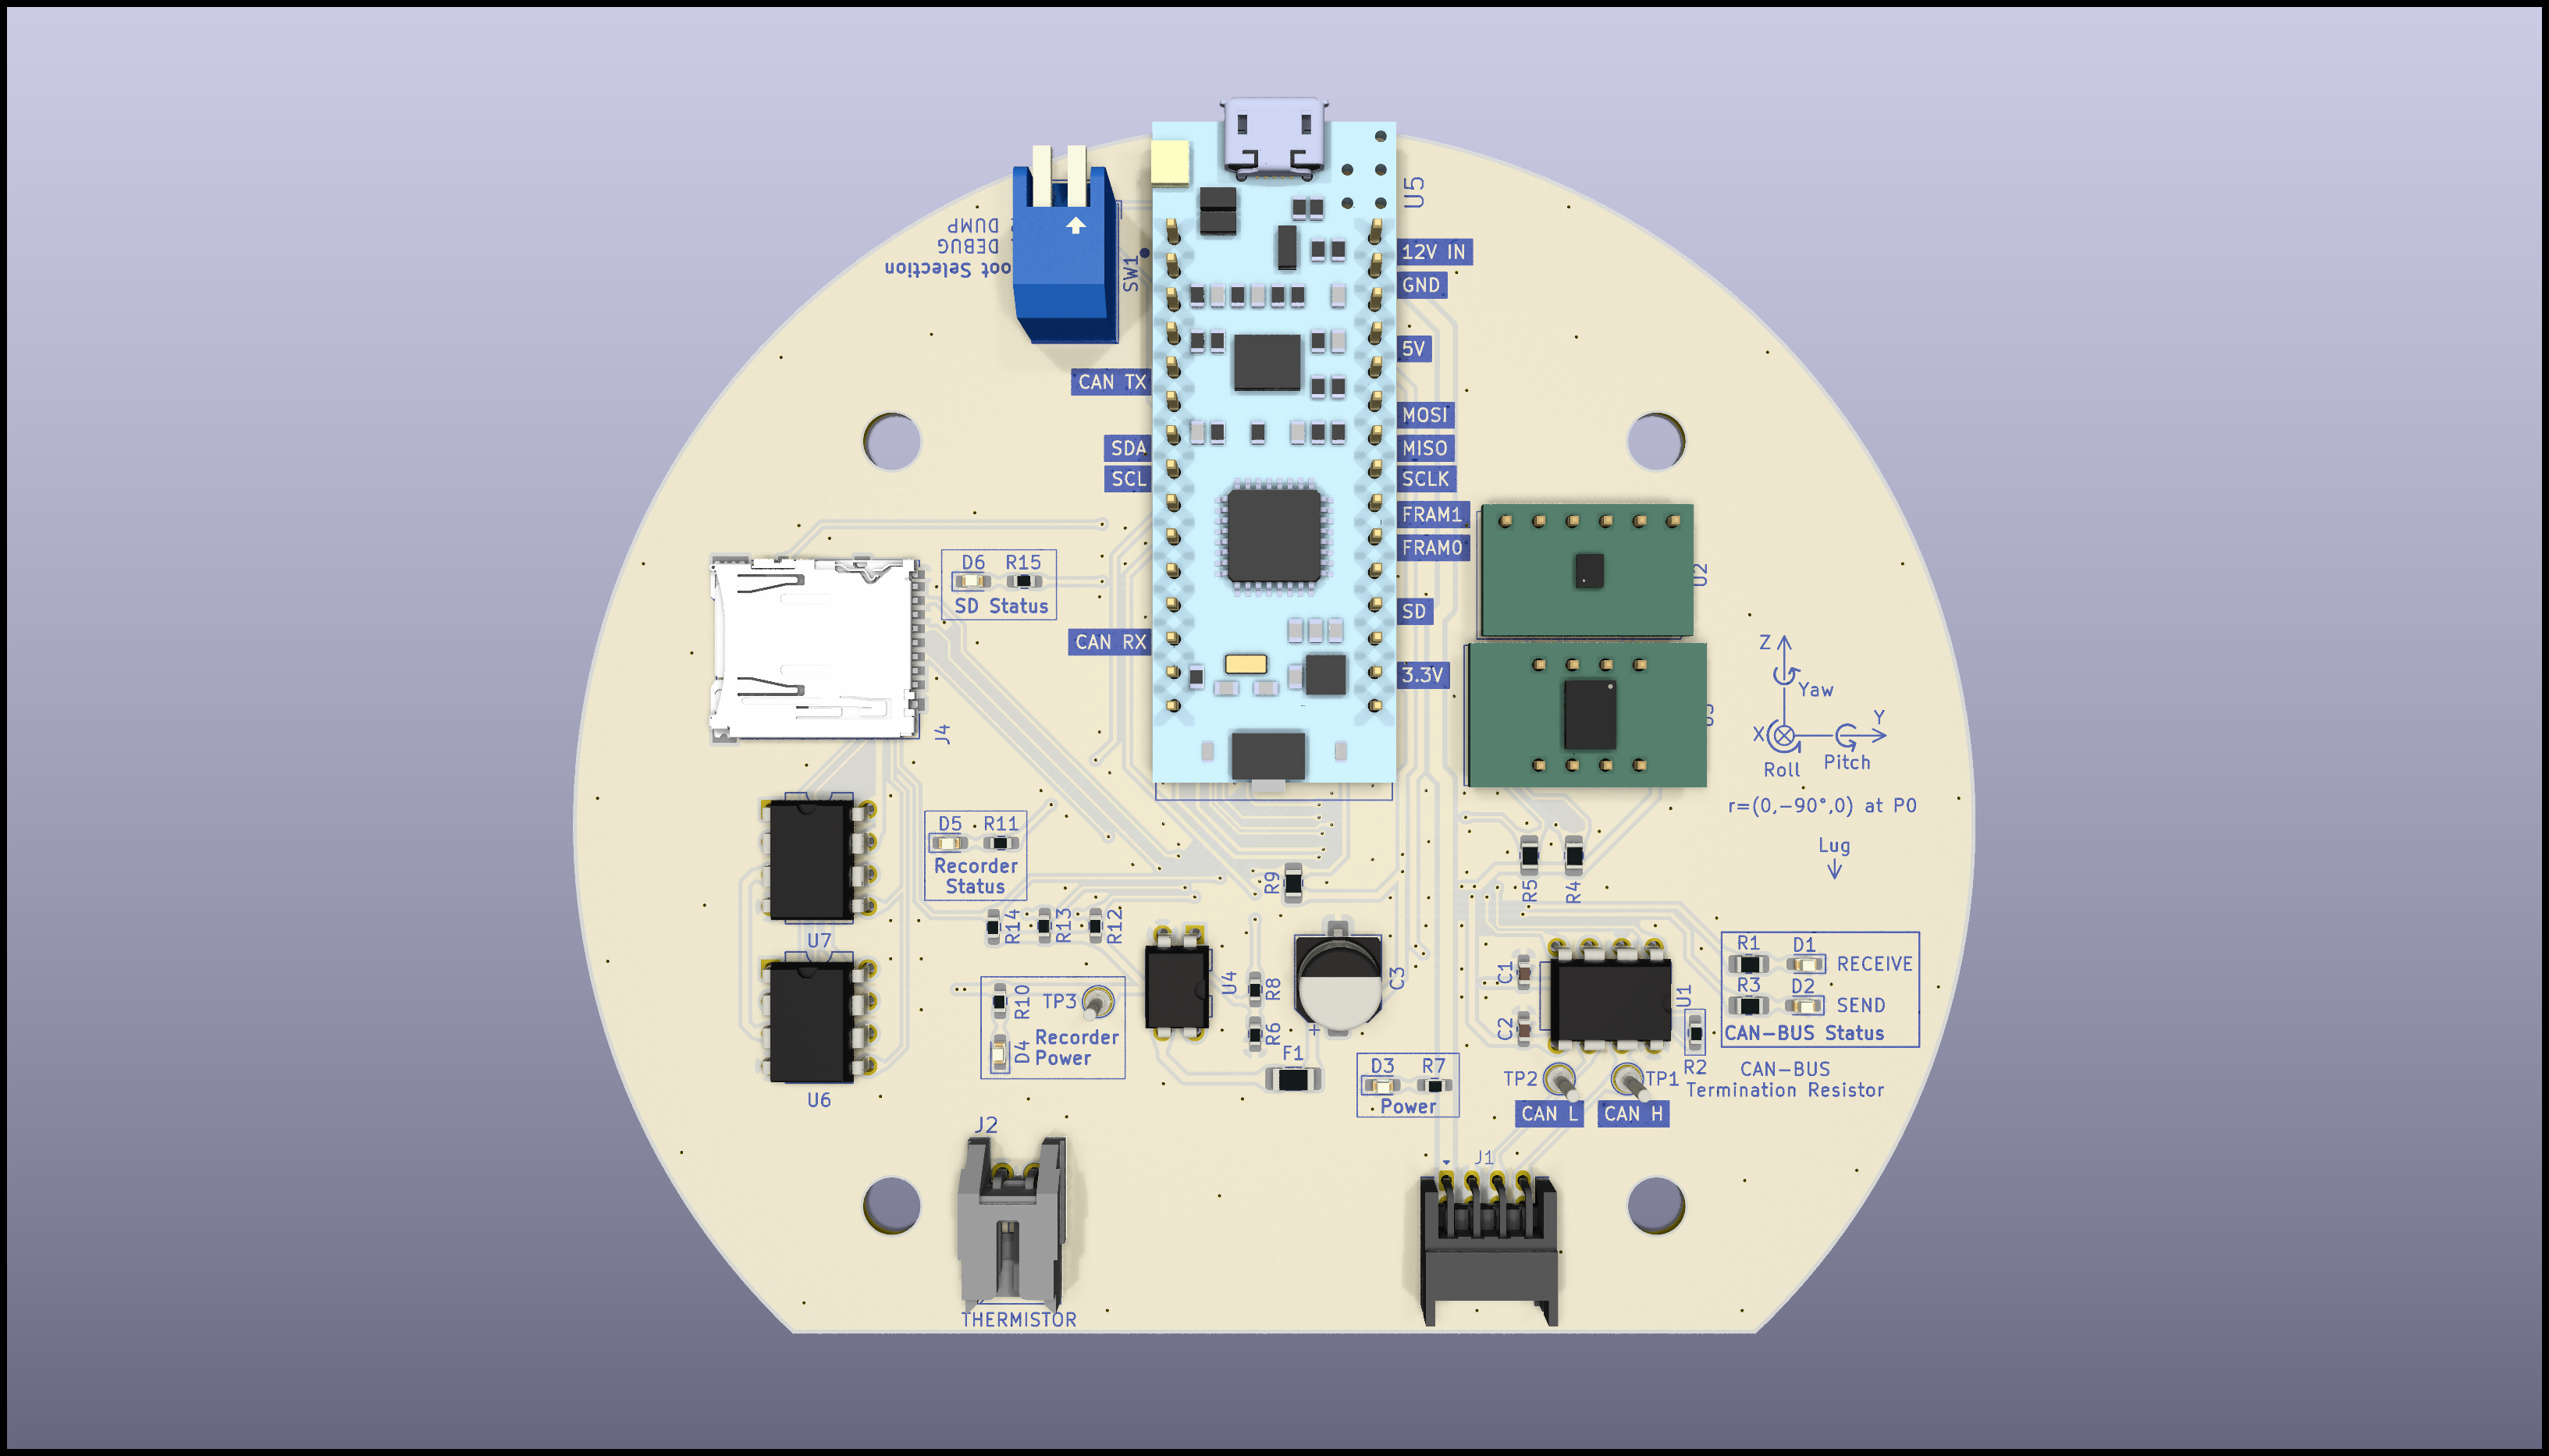 U5
DUMP
DEBUG
Selection
SW1
12V IN
GND
5V
CAN TX
MOSI
SDA
MISO
SCL
SCLK
FRAM1
FRAM0
D6 R15
SD Status
U2
SD
CAN RX
3.3V
J4
Z
Yaw
X
Y
Roll
Pitch
r=(0,-90°,0) at P0
Lug
D5 R11
Recorder
Status
R9
R5
R4
R14
R13
R12
U7
U4
R8
R6
C3
+
C1
C2
U1
R1 D1
RECEIVE
R3 D2
SEND
CAN-BUS Status
R10
TP3
D4
Recorder
Power
F1
D3 R7
Power
R2
CAN-BUS
Termination Resistor
TP2
TP1
CAN L
CAN H
U6
J2
J1
THERMISTOR